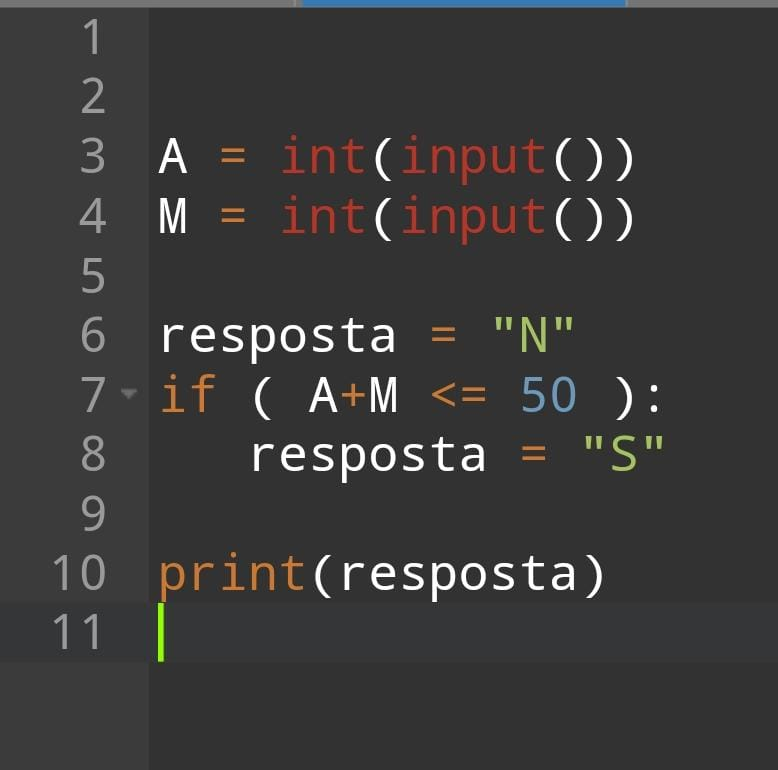 1
2
3 A = int(input())
4 M = int(input())
5
6 resposta = "N"
7 if ( A+M <= 50 ):
8    resposta = "S"
9
10 print(resposta)
11